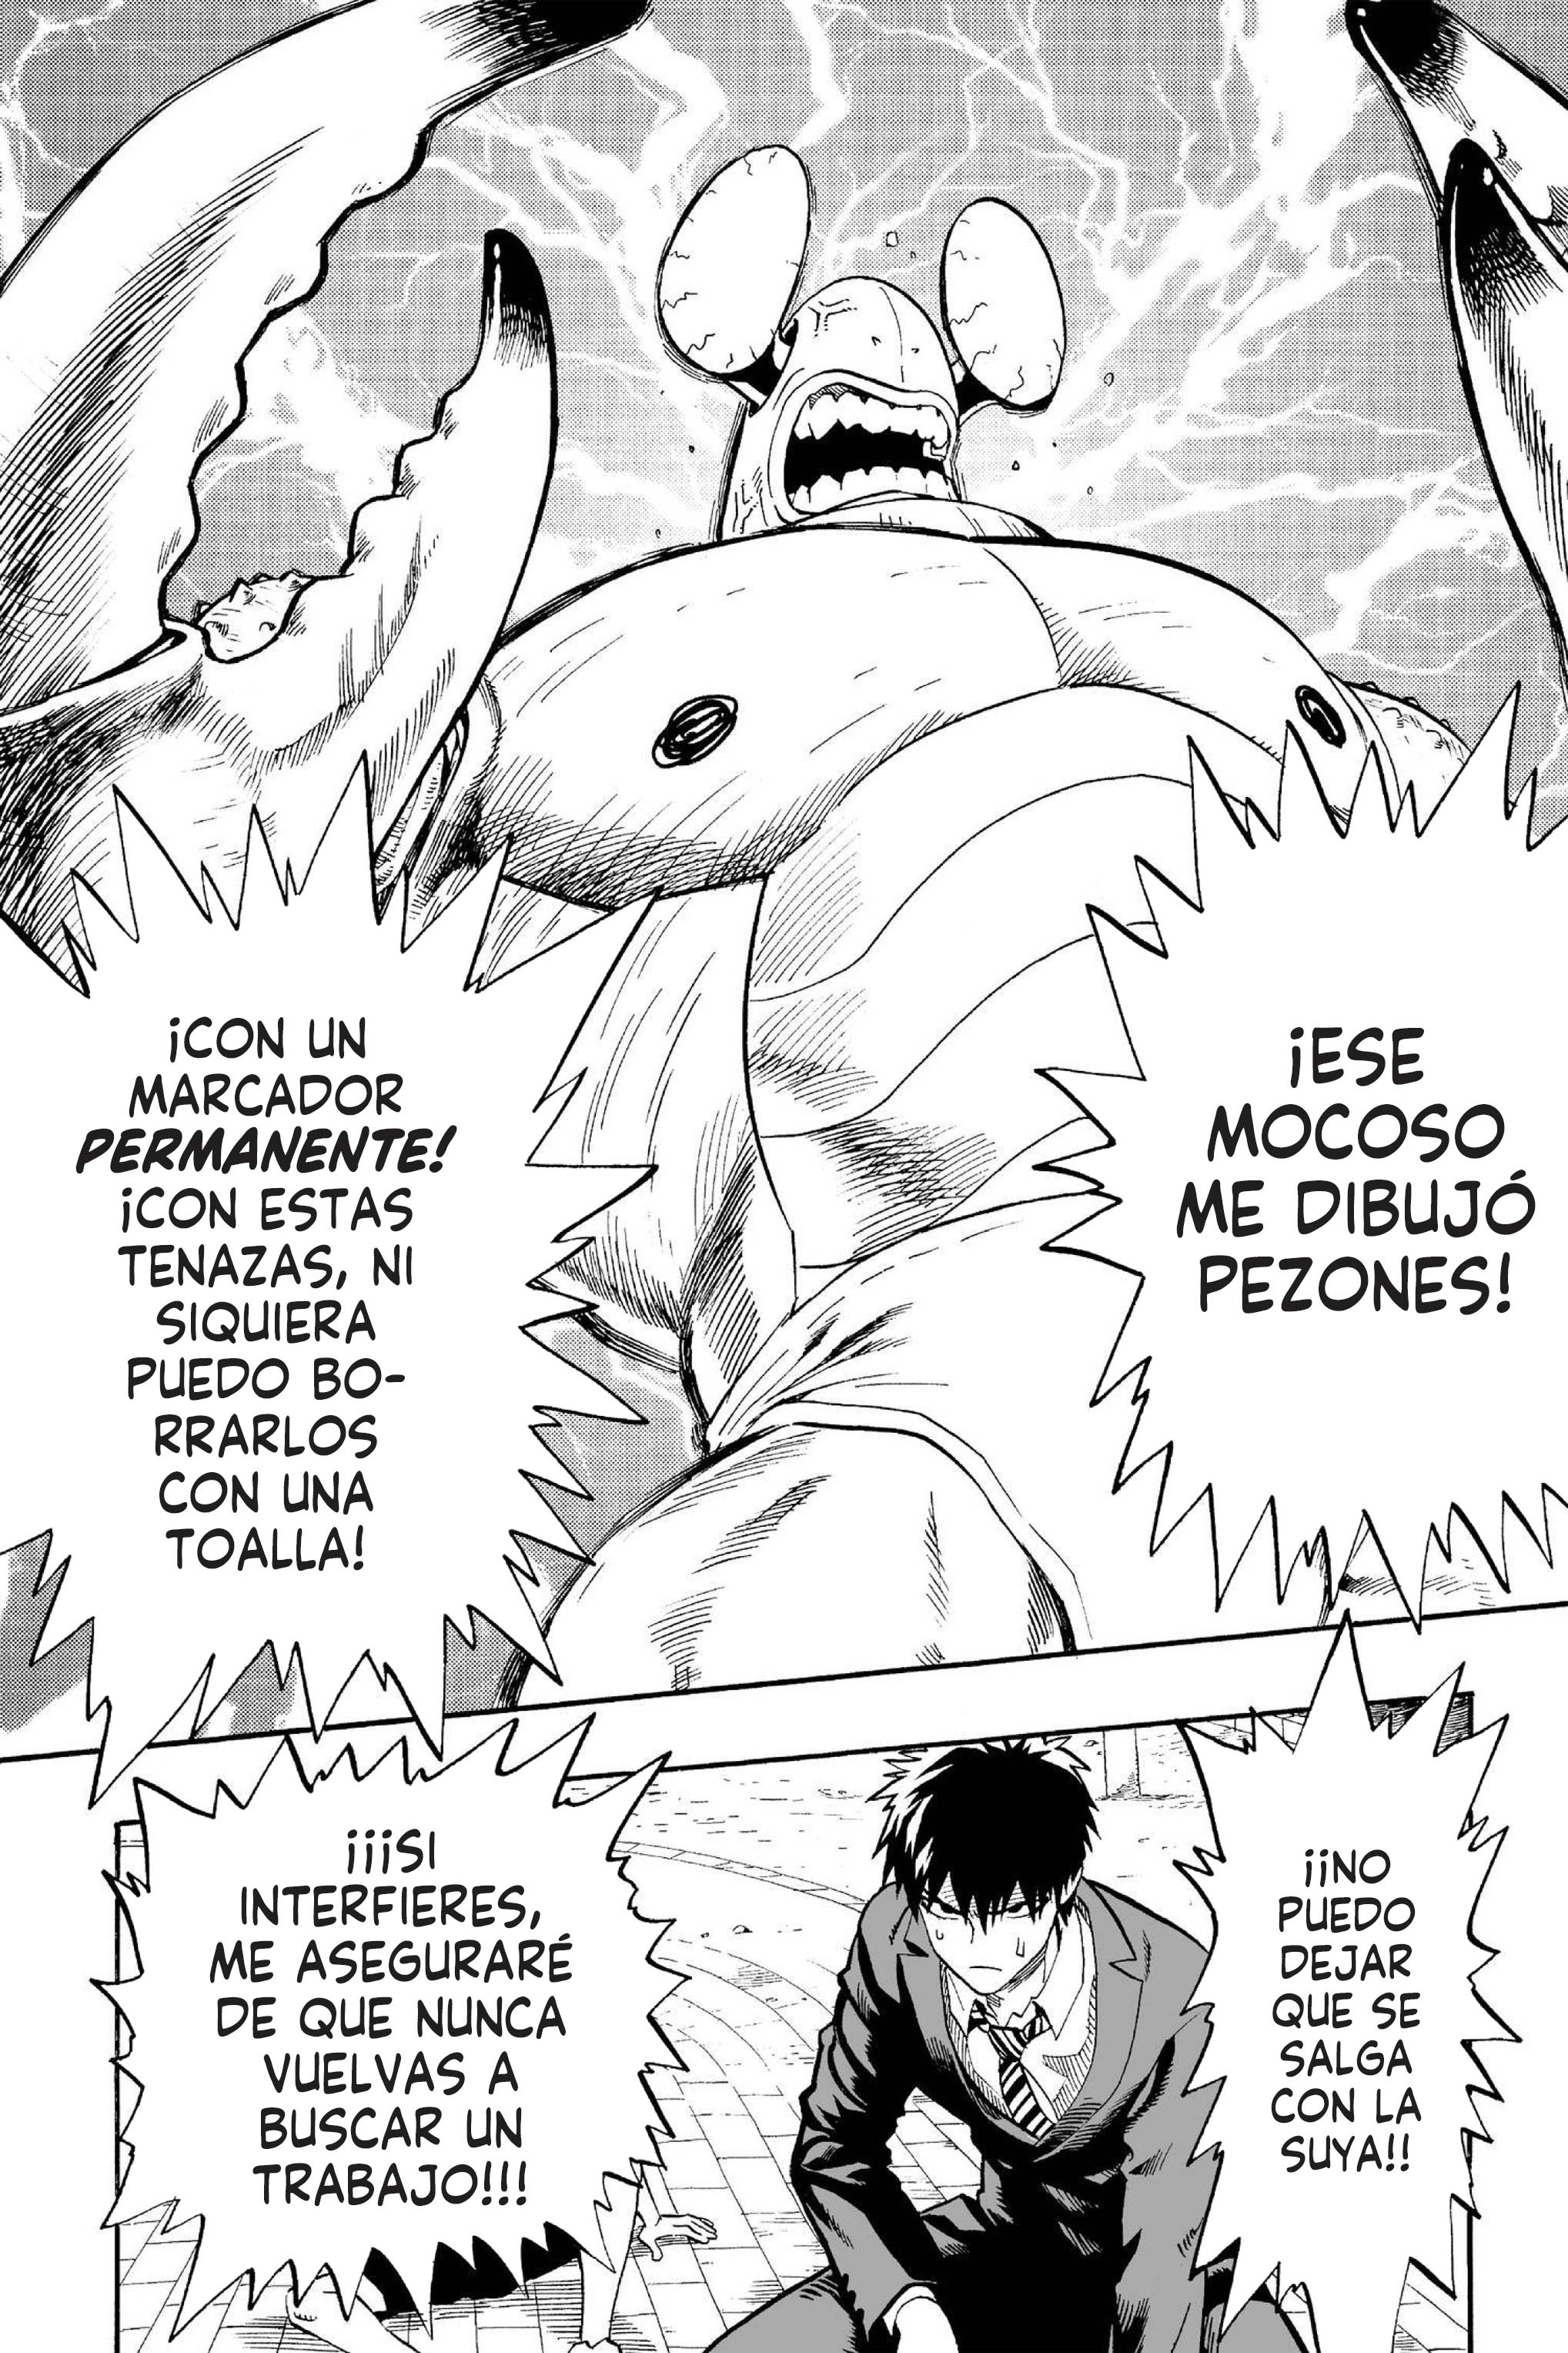 ¡ESE
MOCOSO
ME DIBUJÓ
PEZONES!
¡CON UN
MARCADOR
PERMANENTE!
¡CON ESTAS
TENAZAS, NI
SIQUIERA
PUEDO BO-
RRARLOS
CON UNA
TOALLA!
¡¡NO
PUEDO
DEJAR
QUE SE
SALGA
CON LA
SUYA!!
¡¡¡SI
INTERFIERES,
ME ASEGURARÉ
DE QUE NUNCA
VUELVAS A
BUSCAR UN
TRABAJO!!!